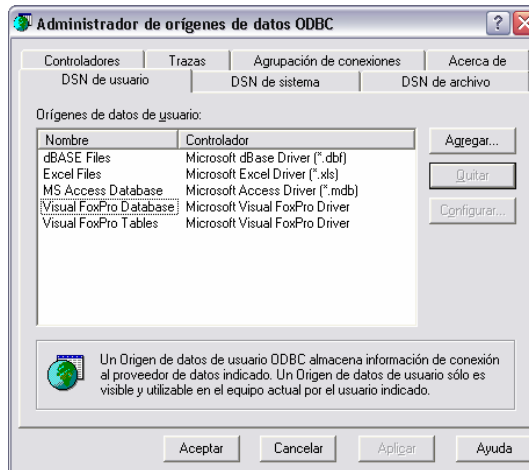 Administrador de orígenes de datos ODBC
Controladores Trazas Agrupación de conexiones Acerca de
DSN de usuario DSN de sistema DSN de archivo
Orígenes de datos de usuario:
Nombre Controlador
dBASE Files Microsoft dBase Driver (*.dbf)
Excel Files Microsoft Excel Driver (*.xls)
MS Access Database Microsoft Access Driver (*.mdb)
Visual FoxPro Database Microsoft Visual FoxPro Driver
Visual FoxPro Tables Microsoft Visual FoxPro Driver
Agregar...
Quitar
Configurar...
Un Origen de datos de usuario ODBC almacena información de conexión
al proveedor de datos indicado. Un Origen de datos de usuario sólo es
visible y utilizable en el equipo actual por el usuario indicado.
Aceptar Cancelar Aplicar Ayuda